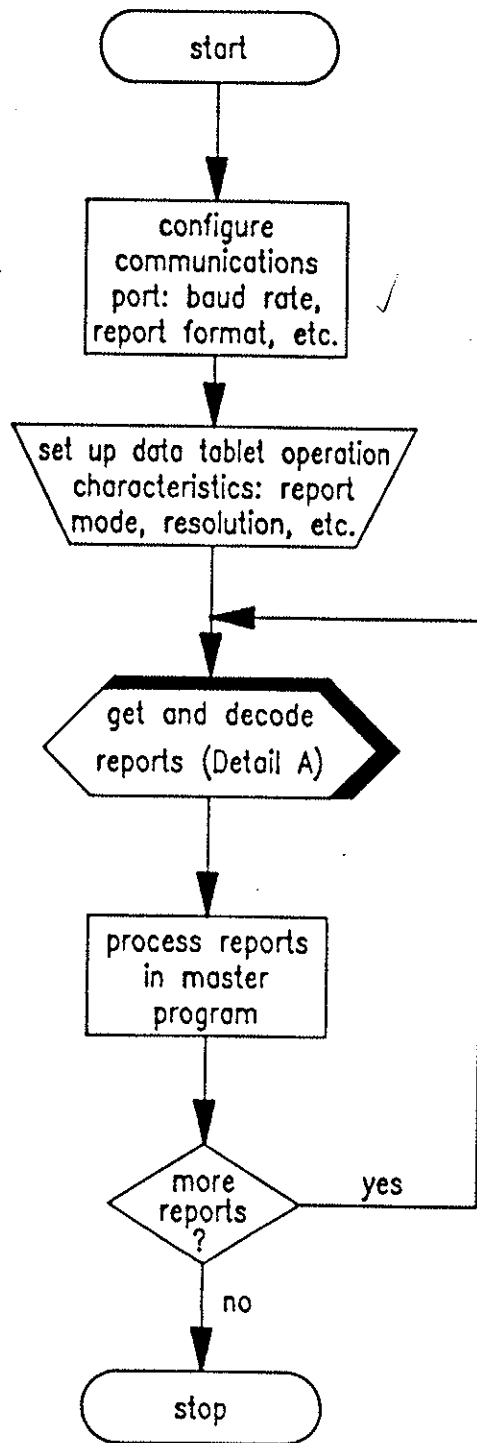 start
configure
communications
port: baud rate,
report format, etc.
set up data tablet operation
characteristics: report
mode, resolution, etc.
get and decode
reports (Detail A)
process reports
in master
program
more
reports
?
yes
no
stop